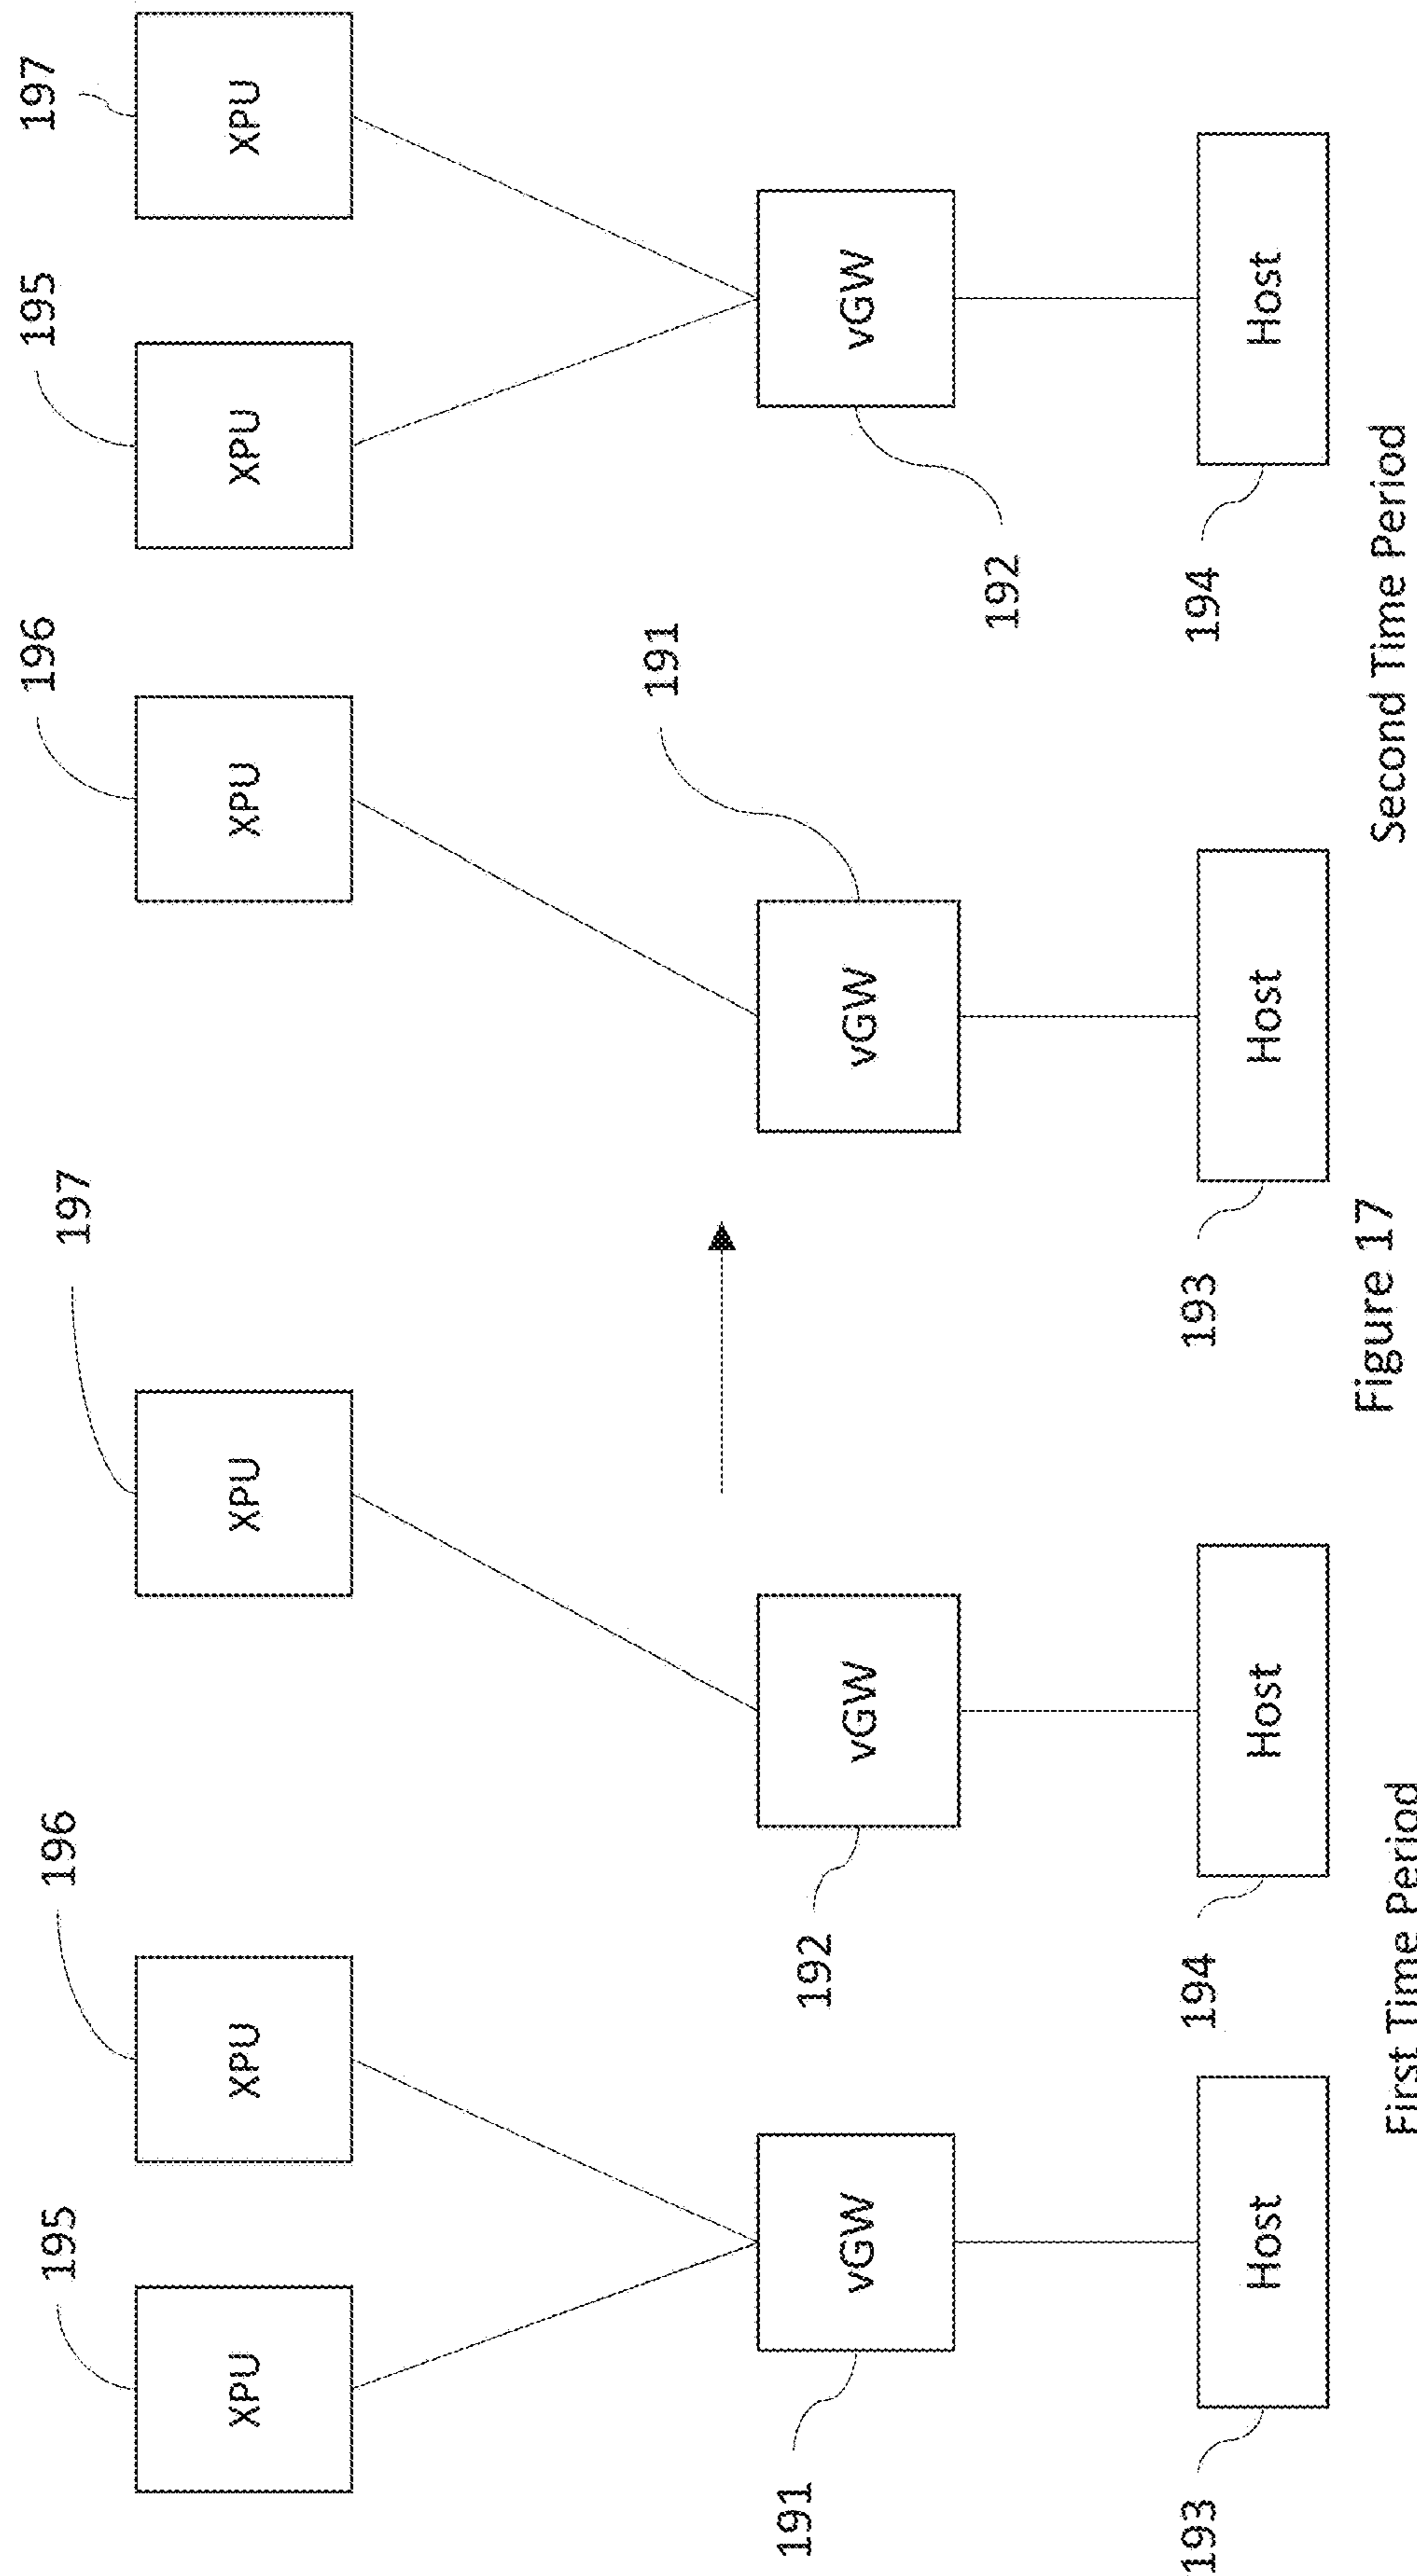 195
196
197
196
195
197
XPU
XPU
XPU
XPU
XPU
XPU
191
vGW
192
vGW
vGW
191
vGW
192
193
Host
194
Host
193
Host
194
Host
First Time Period
Figure 17
Second Time Period